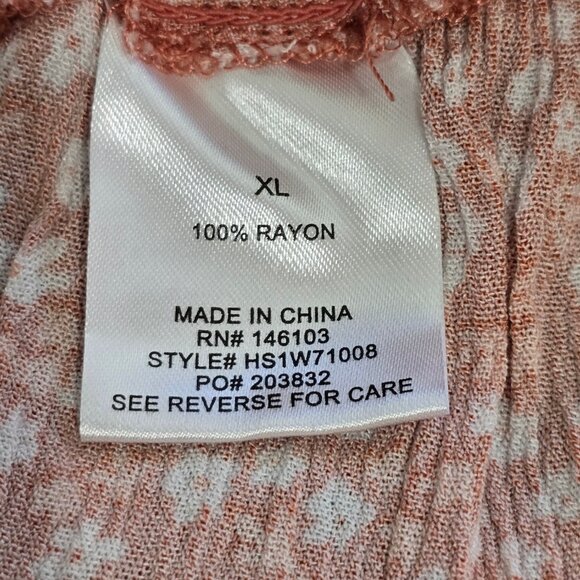 XL
100% RAYON
MADE IN CHINA
RN# 146103
STYLE# HS1W71008
PO# 203832
SEE REVERSE FOR CARE